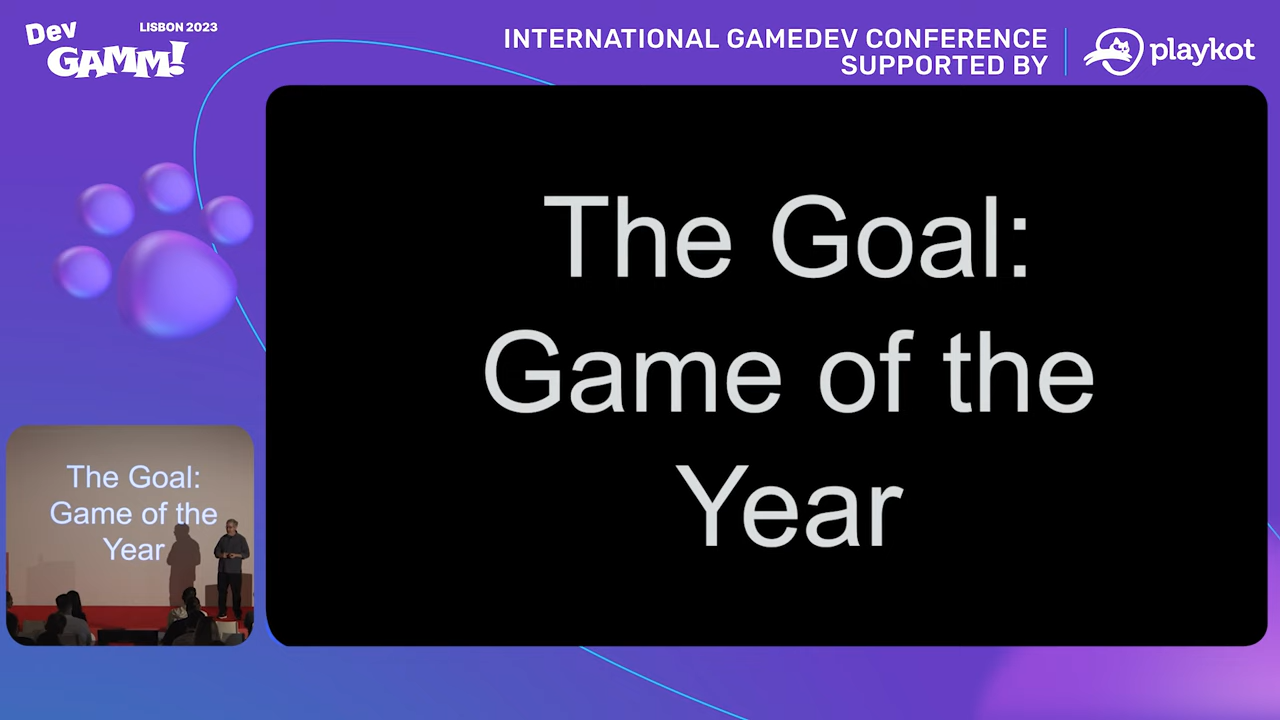 Dev
GAMM!
LISBON 2023
INTERNATIONAL GAMEDEV CONFERENCE
SUPPORTED BY
playkot
The Goal:
Game of the
Year
The Goal:
Game of the
Year